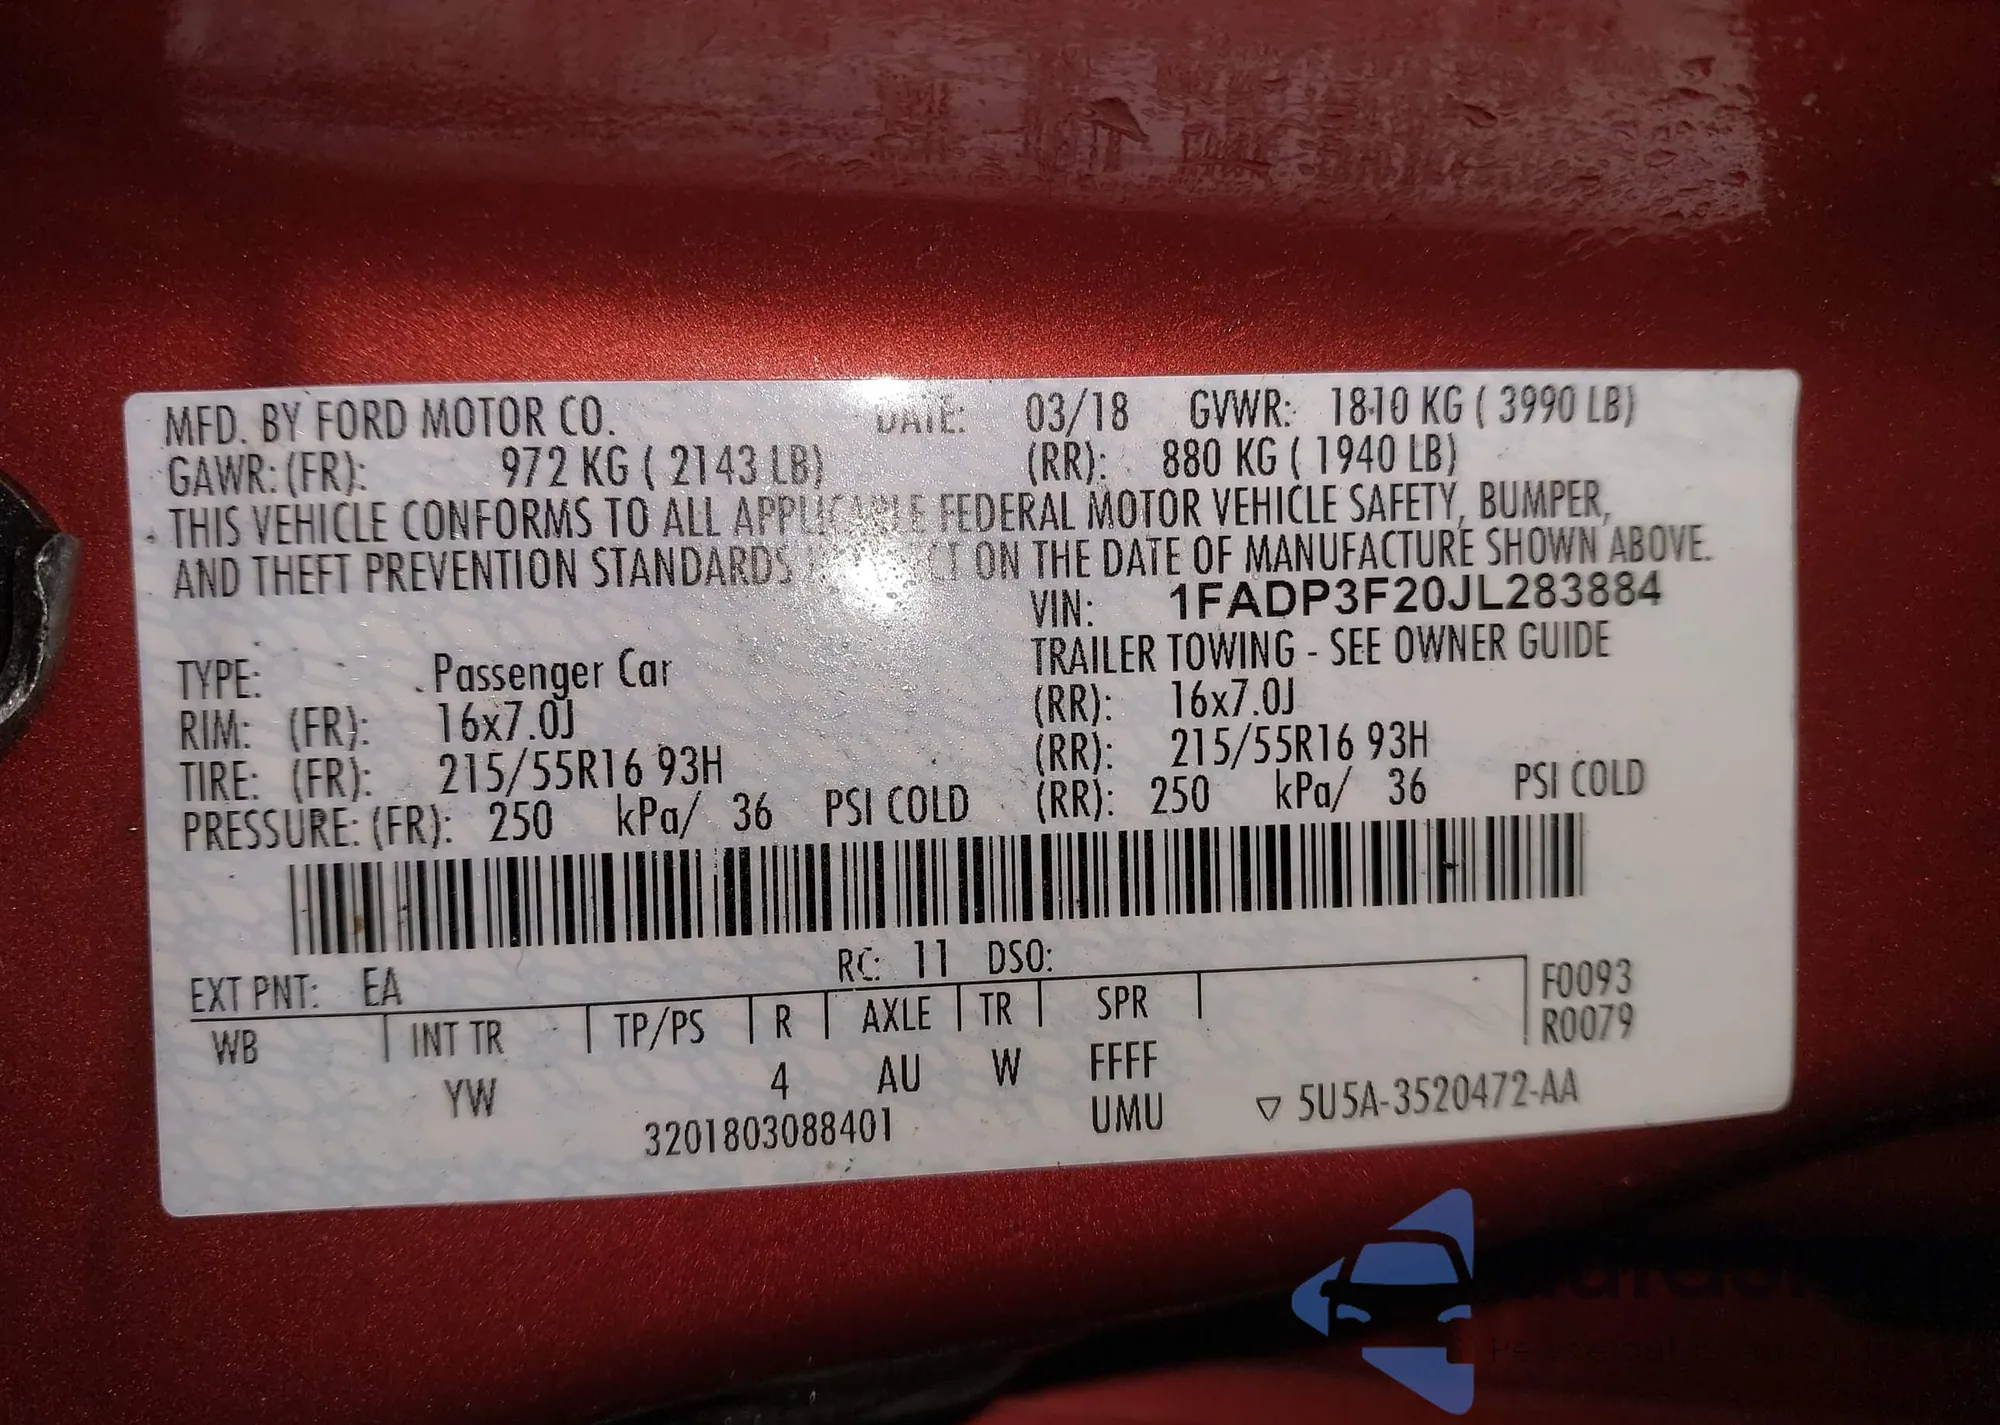 MFD. BY FORD MOTOR CO. DATE: 03/18 GVWR: 1810 KG ( 3990 LB)
GAWR: (FR): 972 KG ( 2143 LB) (RR): 880 KG ( 1940 LB)
THIS VEHICLE CONFORMS TO ALL APPLICABLE FEDERAL MOTOR VEHICLE SAFETY, BUMPER,
AND THEFT PREVENTION STANDARDS ON THE DATE OF MANUFACTURE SHOWN ABOVE.
VIN: 1FADP3F20JL283884
TRAILER TOWING - SEE OWNER GUIDE
TYPE: Passenger Car
RIM: (FR): 16x7.0J (RR): 16x7.0J
TIRE: (FR): 215/55R16 93H (RR): 215/55R16 93H
PRESSURE: (FR): 250 kPa/ 36 PSI COLD (RR): 250 kPa/ 36 PSI COLD
RC: 11 DSO:
EXT PNT: EA F0093
WB INT TR TP/PS R AXLE TR SPR R0079
YW 4 AU W FFFF
3201803088401 UMU ▽ 5U5A-3520472-AA